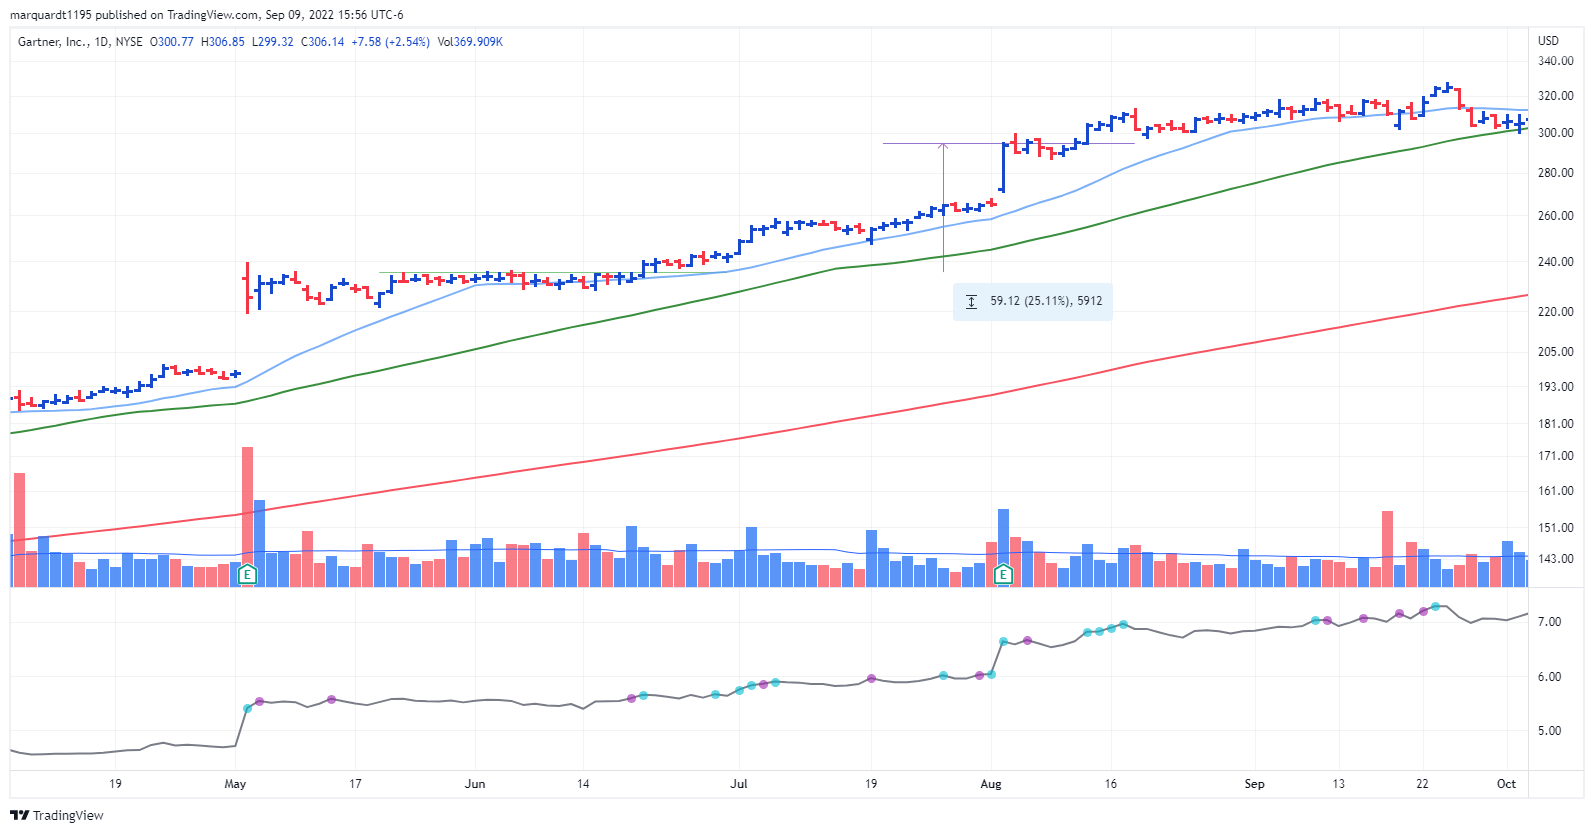 marquardt1195 published on TradingView.com, Sep 09, 2022 15:56 UTC-6
Gartner, Inc., 1D, NYSE O300.77 H306.85 L299.32 C306.14 +7.58 (+2.54%) Vol369.909K
USD
340.00
320.00
300.00
280.00
260.00
240.00
220.00
205.00
193.00
181.00
171.00
161.00
151.00
143.00
59.12 (25.11%), 5912
E E
7.00
6.00
5.00
19 May 17 Jun 14 Jul 19 Aug 16 Sep 13 22 Oct
TradingView